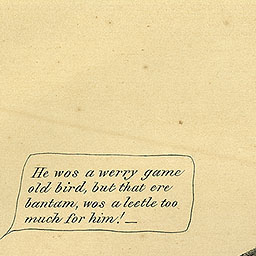 He wos a werry game
old bird, but that ere
bantam, wos a leetle too
much for him! _